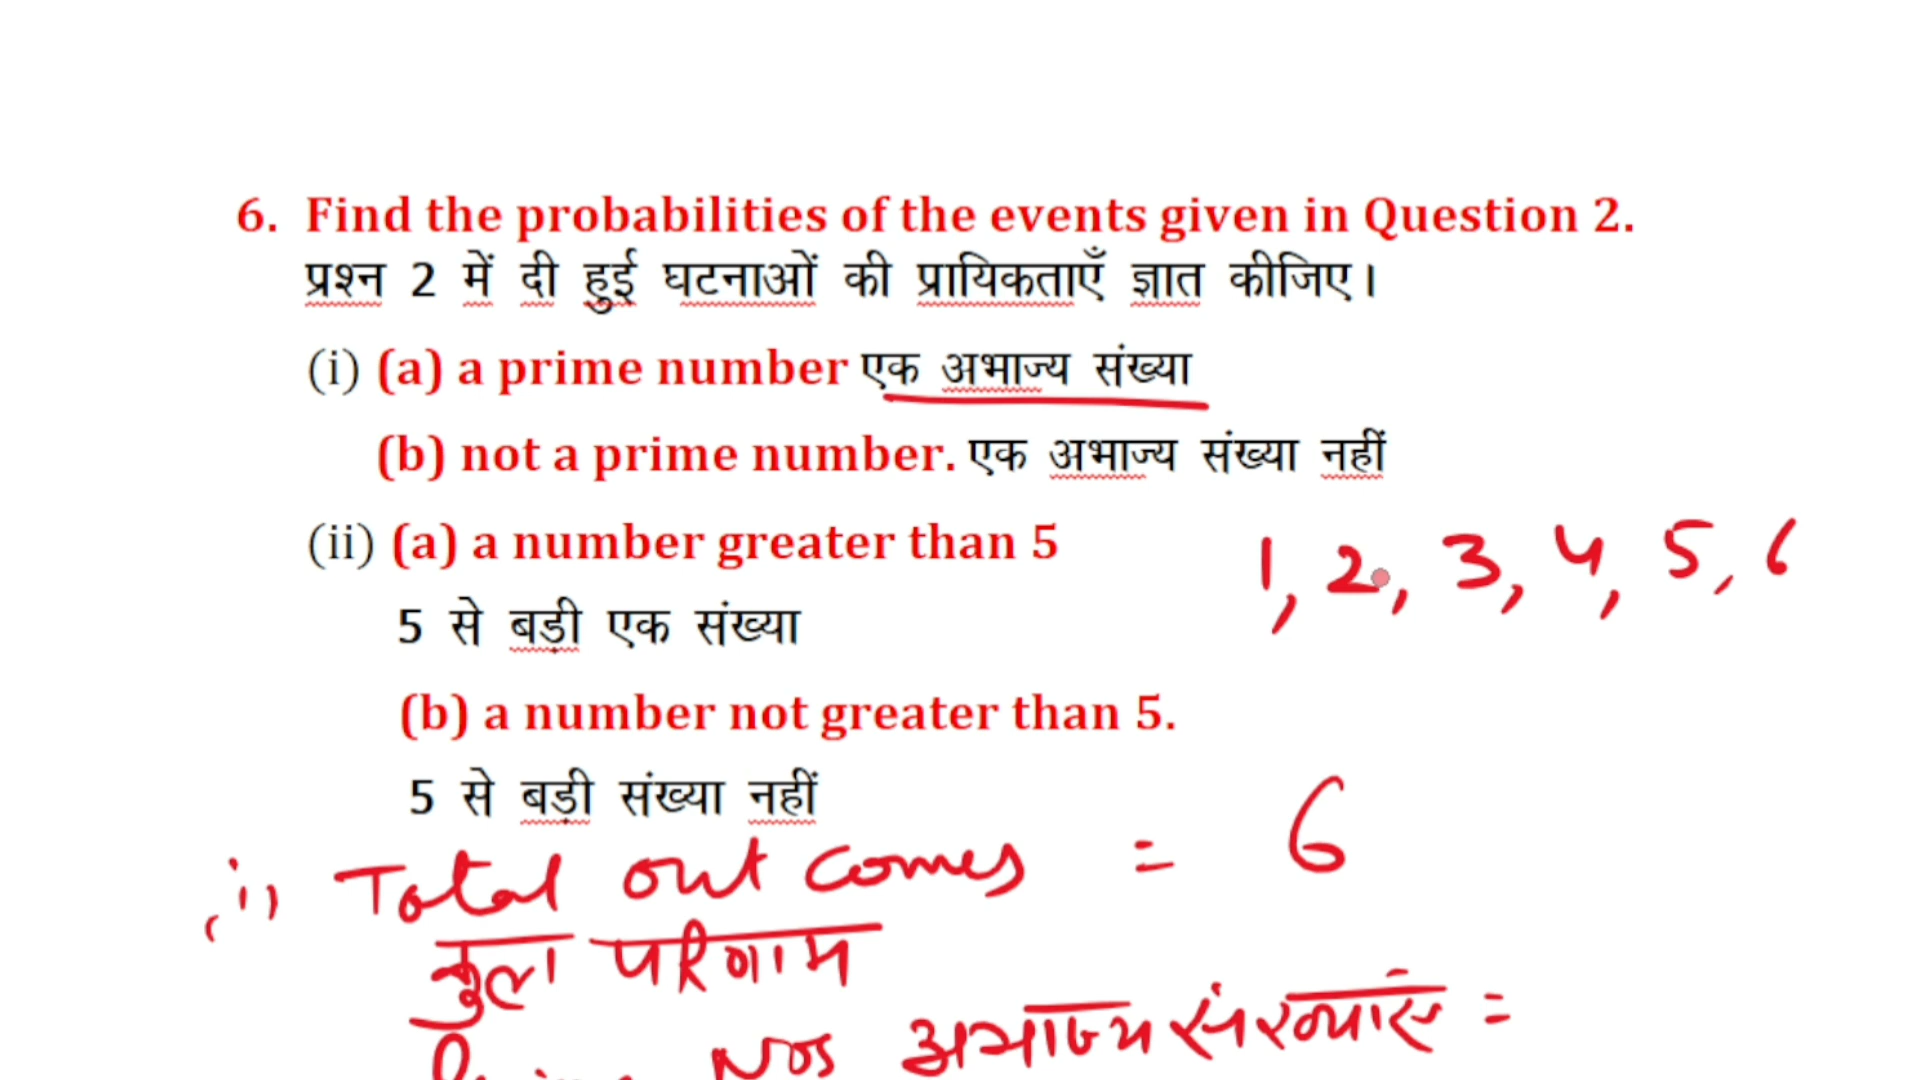 6. Find the probabilities of the events given in Question 2.
प्रश्न 2 में दी हुई घटनाओं की प्रायिकताएँ ज्ञात कीजिए।
(i) (a) a prime number एक अभाज्य संख्या
(b) not a prime number. एक अभाज्य संख्या नहीं
(ii) (a) a number greater than 5
1, 2, 3, 4, 5, 6
5 से बड़ी एक संख्या
(b) a number not greater than 5.
5 से बड़ी संख्या नहीं
(i) Total out comes = 6
कुल परिणाम
Nos अभाज्य संख्याएं =